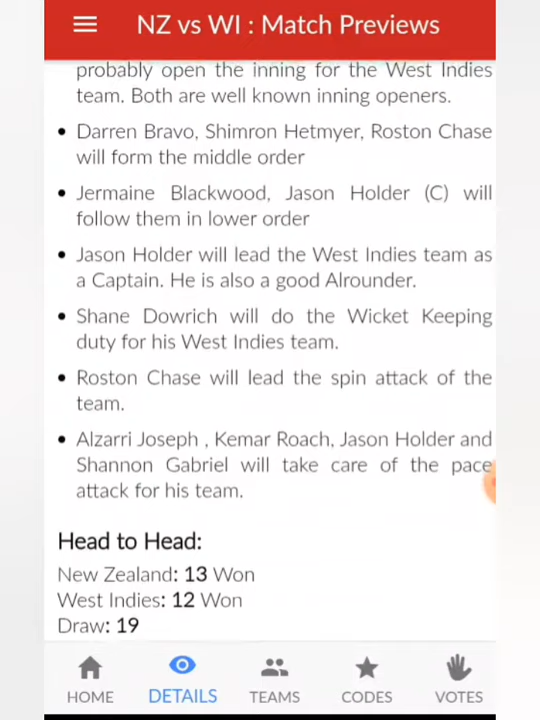 NZ vs WI : Match Previews
probably open the inning for the West Indies
team. Both are well known inning openers.
• Darren Bravo, Shimron Hetmyer, Roston Chase
will form the middle order
• Jermaine Blackwood, Jason Holder (C) will
follow them in lower order
• Jason Holder will lead the West Indies team as
a Captain. He is also a good Alrounder.
• Shane Dowrich will do the Wicket Keeping
duty for his West Indies team.
• Roston Chase will lead the spin attack of the
team.
• Alzarri Joseph , Kemar Roach, Jason Holder and
Shannon Gabriel will take care of the pace
attack for his team.
Head to Head:
New Zealand: 13 Won
West Indies: 12 Won
Draw: 19
HOME DETAILS TEAMS CODES VOTES